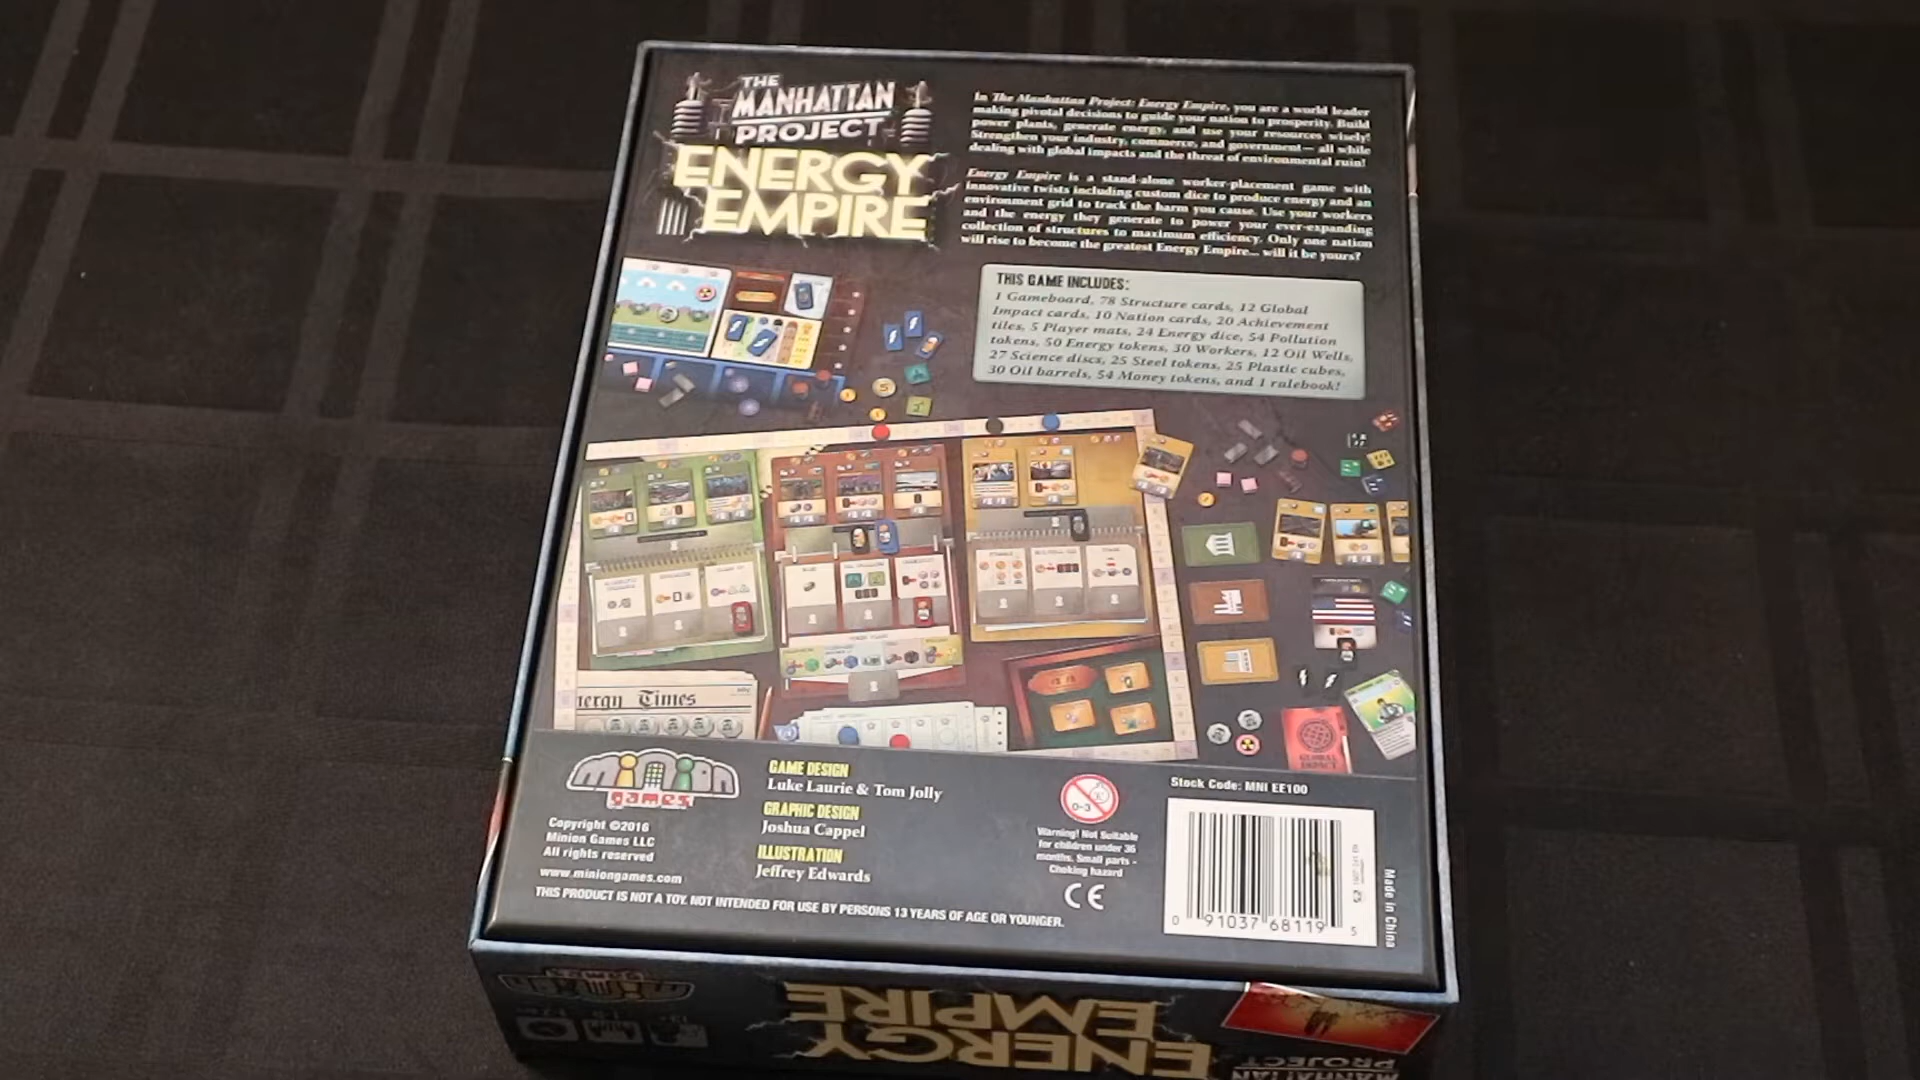 THE
MANHATTAN
PROJECT
ENERGY
EMPIRE
In The Manhattan Project: Energy Empire, you are a world leader
making pivotal decisions to guide your nation to prosperity. Build
power plants, generate energy, and use your resources wisely!
Strengthen your industry, commerce, and government— all while
dealing with global impacts and the threat of environmental ruin!
Energy Empire is a stand-alone worker-placement game with
innovative twists including custom dice to produce energy and an
environment grid to track the harm you cause. Use your workers
and the energy they generate to power your ever-expanding
collection of structures to maximum efficiency. Only one nation
will rise to become the greatest Energy Empire... will it be yours?
THIS GAME INCLUDES:
1 Gameboard, 78 Structure cards, 12 Global
Impact cards, 10 Nation cards, 20 Achievement
tiles, 5 Player mats, 24 Energy dice, 54 Pollution
tokens, 50 Energy tokens, 30 Workers, 12 Oil Wells,
27 Science discs, 25 Steel tokens, 25 Plastic cubes,
30 Oil barrels, 54 Money tokens, and 1 rulebook!
5
ergy Times
GLOBAL
IMPACT
minion
games
Copyright ©2016
Minion Games LLC
All rights reserved
www.miniongames.com
GAME DESIGN
Luke Laurie & Tom Jolly
GRAPHIC DESIGN
Joshua Cappel
ILLUSTRATION
Jeffrey Edwards
0-3
Warning! Not Suitable
for children under 36
months. Small parts -
Choking hazard
CE
Stock Code: MNI EE100
0 91037 68119 5
Made in China
THIS PRODUCT IS NOT A TOY. NOT INTENDED FOR USE BY PERSONS 13 YEARS OF AGE OR YOUNGER.
minion
games
ENERGY
EMPIRE
MANHATTAN
PROJECT